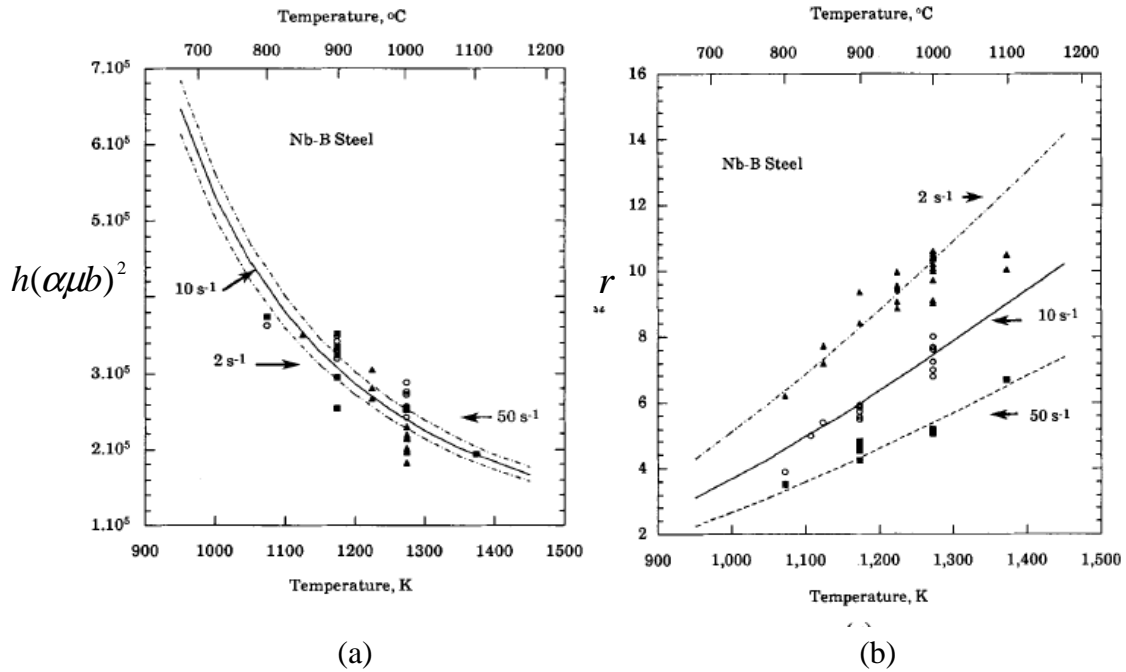 Temperature, °C
700 800 900 1000 1100 1200
7.10⁵
6.10⁵
5.10⁵
3.10⁵
2.10⁵
1.10⁵
h(αμb)²
Nb-B Steel
10 s⁻¹
2 s⁻¹
50 s⁻¹
900 1000 1100 1200 1300 1400 1500
Temperature, K
(a)
Temperature, °C
700 800 900 1000 1100 1200
16
14
12
10
8
6
4
2
r
Nb-B Steel
2 s⁻¹
10 s⁻¹
50 s⁻¹
900 1,000 1,100 1,200 1,300 1,400 1,500
Temperature, K
(b)